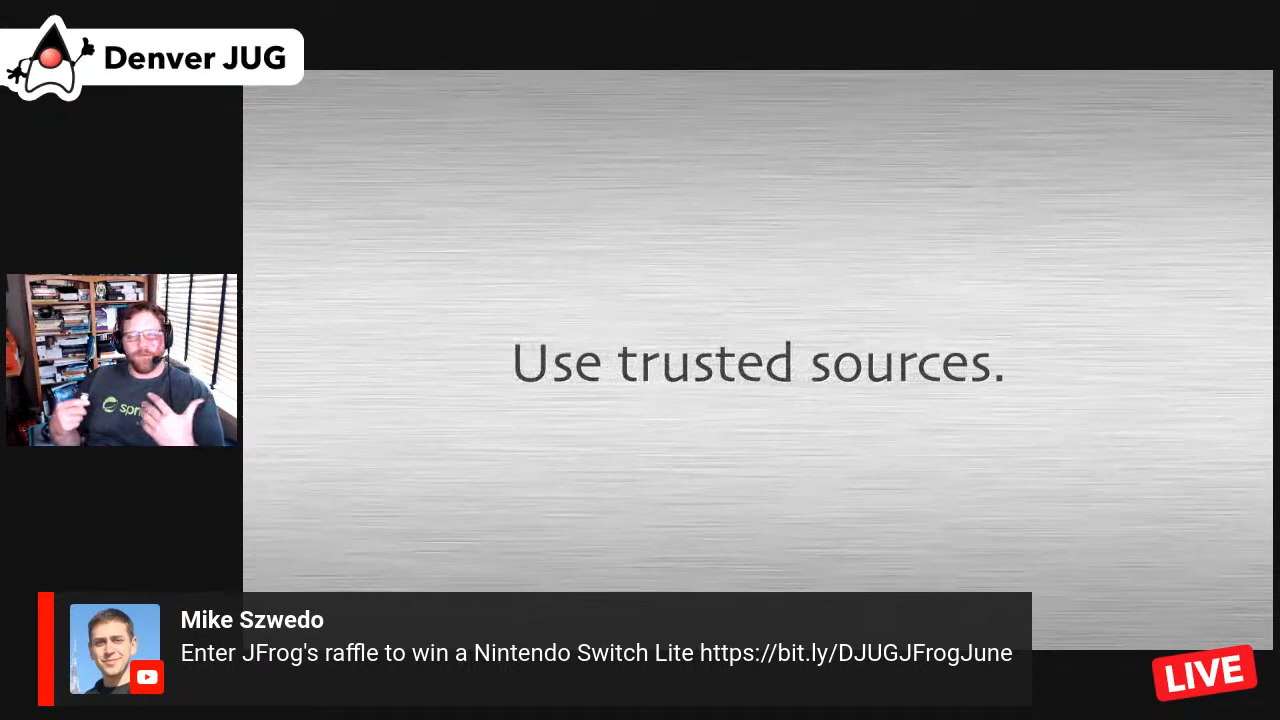 Denver JUG
Use trusted sources.
Mike Szwedo
Enter JFrog's raffle to win a Nintendo Switch Lite https://bit.ly/DJUGJFrogJune
LIVE